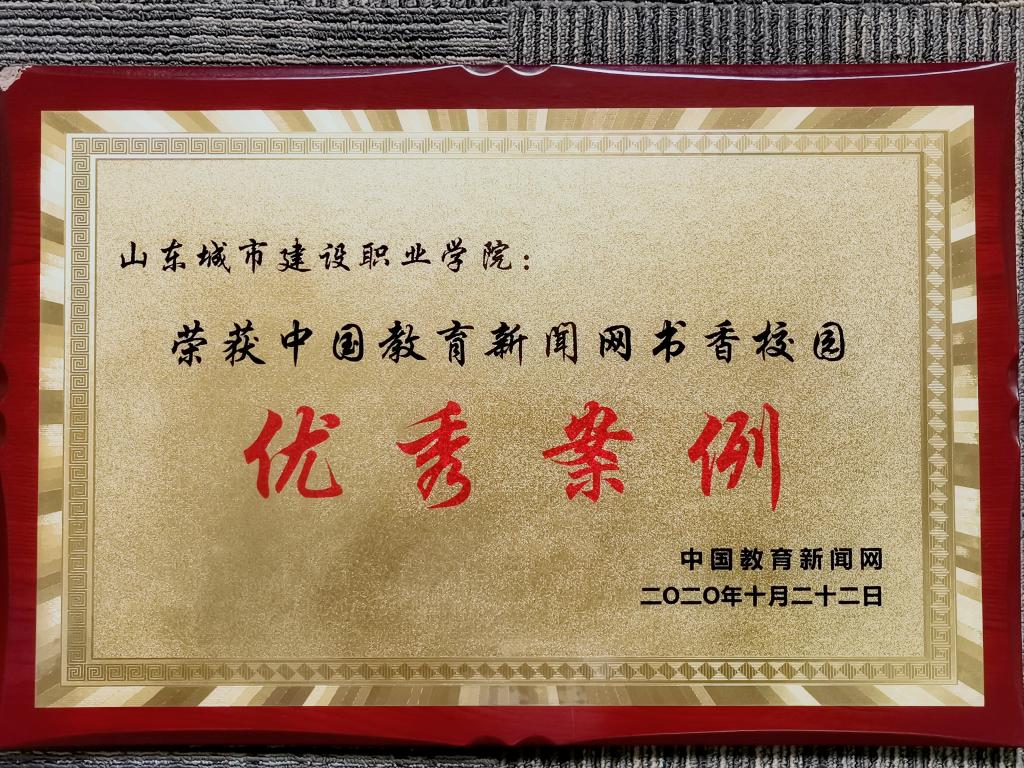 山东城市建设职业学院：
荣获中国教育新闻网书香校园
优秀案例
中国教育新闻网
二〇二〇年十月二十二日